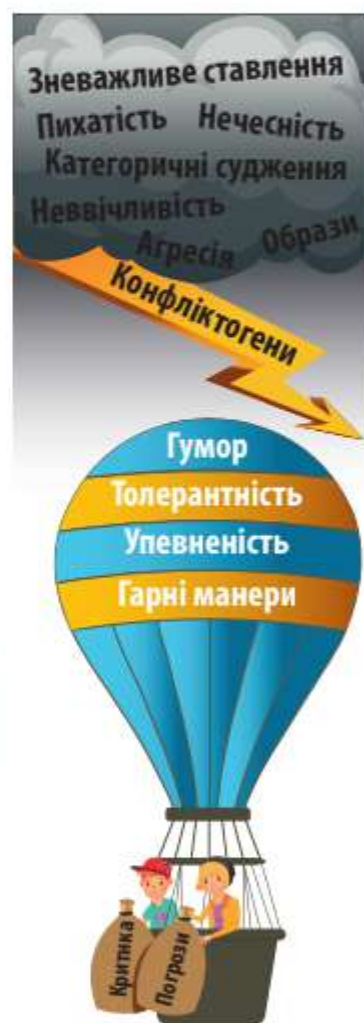 Зневажливе ставлення
Пихатість Нечесність
Категоричні судження
Неввічливість
Агресія Образи
Конфліктогени
Гумор
Толерантність
Упевненість
Гарні манери
Критика
Погрози